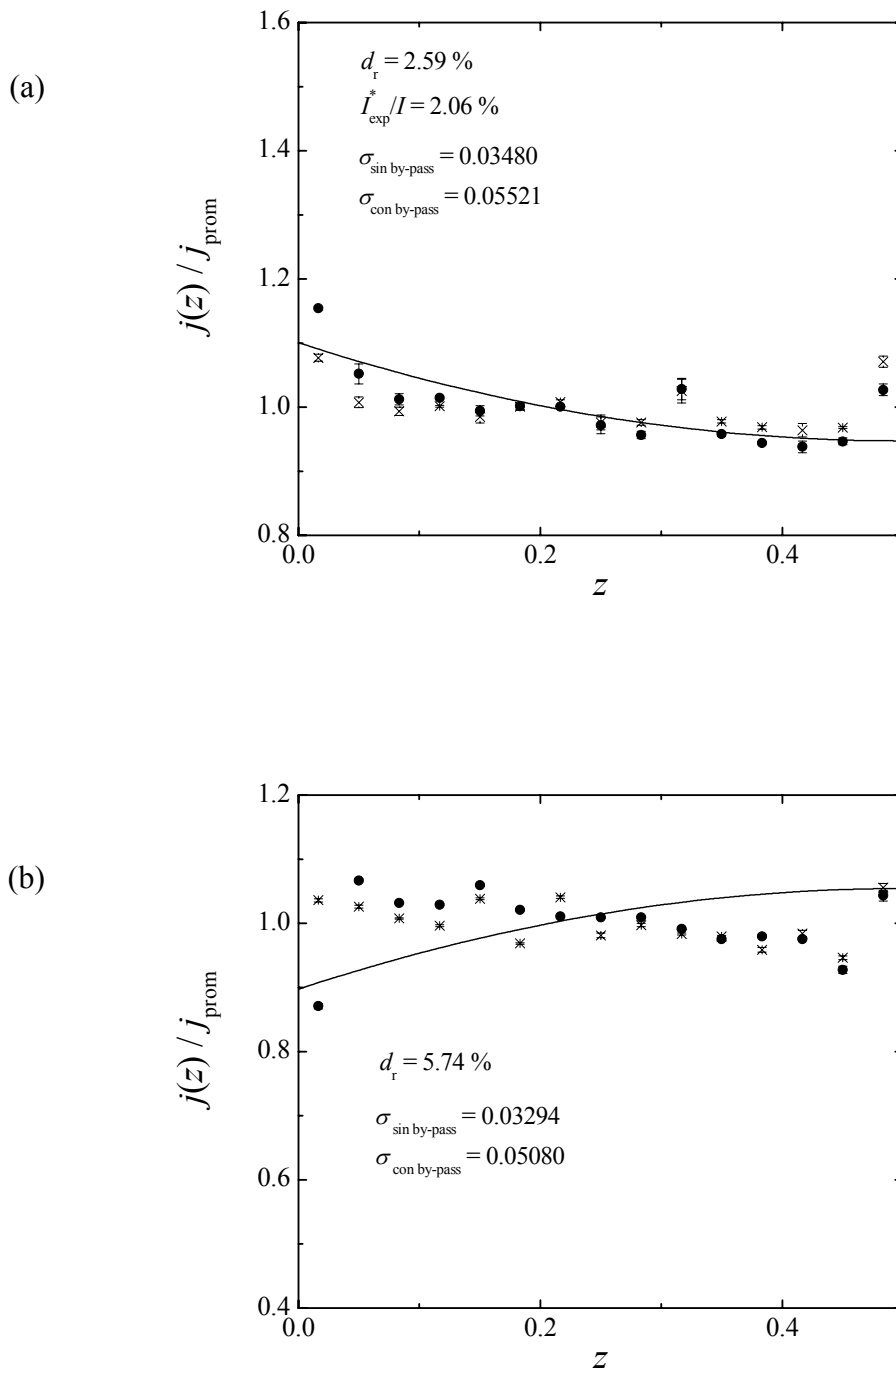 (a)
1.6
1.4
1.2
1.0
0.8
j(z) / j_prom
d_r = 2.59 %
I*_exp/I = 2.06 %
σ_sin by-pass = 0.03480
σ_con by-pass = 0.05521
0.0 0.2 0.4
z
(b)
1.2
1.0
0.8
0.6
0.4
j(z) / j_prom
d_r = 5.74 %
σ_sin by-pass = 0.03294
σ_con by-pass = 0.05080
0.0 0.2 0.4
z